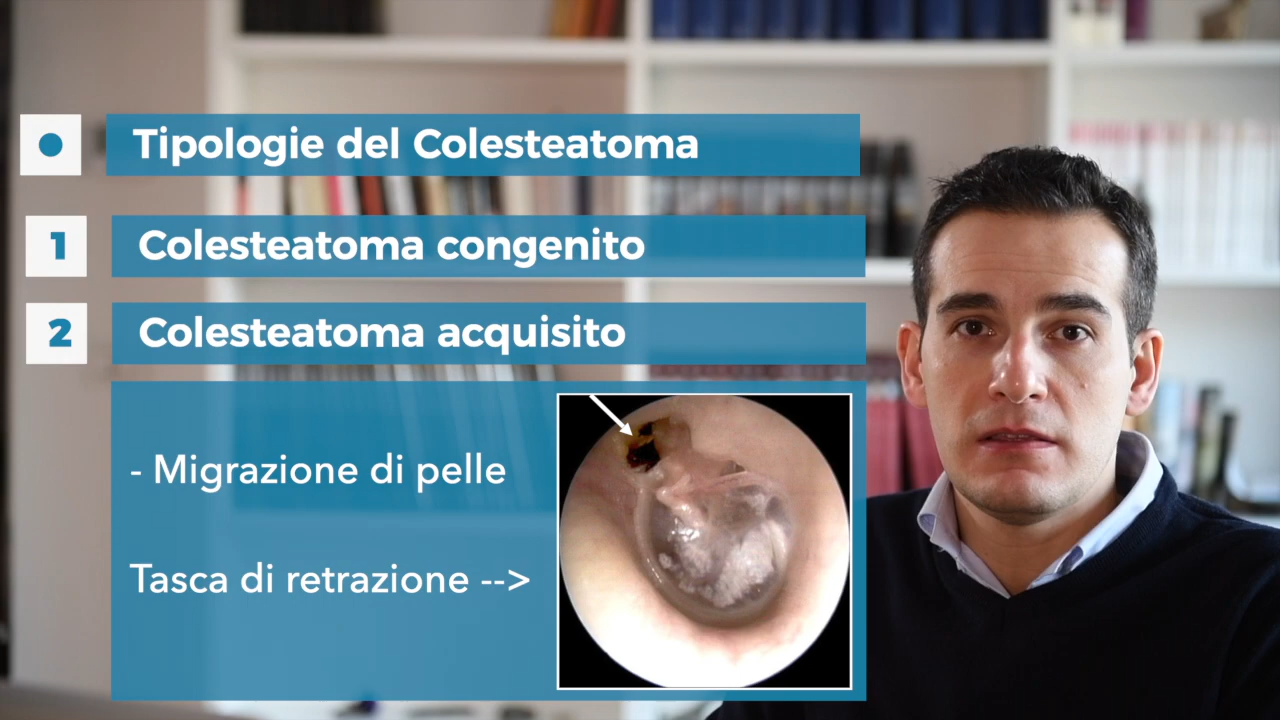 Tipologie del Colesteatoma
1 Colesteatoma congenito
2 Colesteatoma acquisito
- Migrazione di pelle
Tasca di retrazione -->